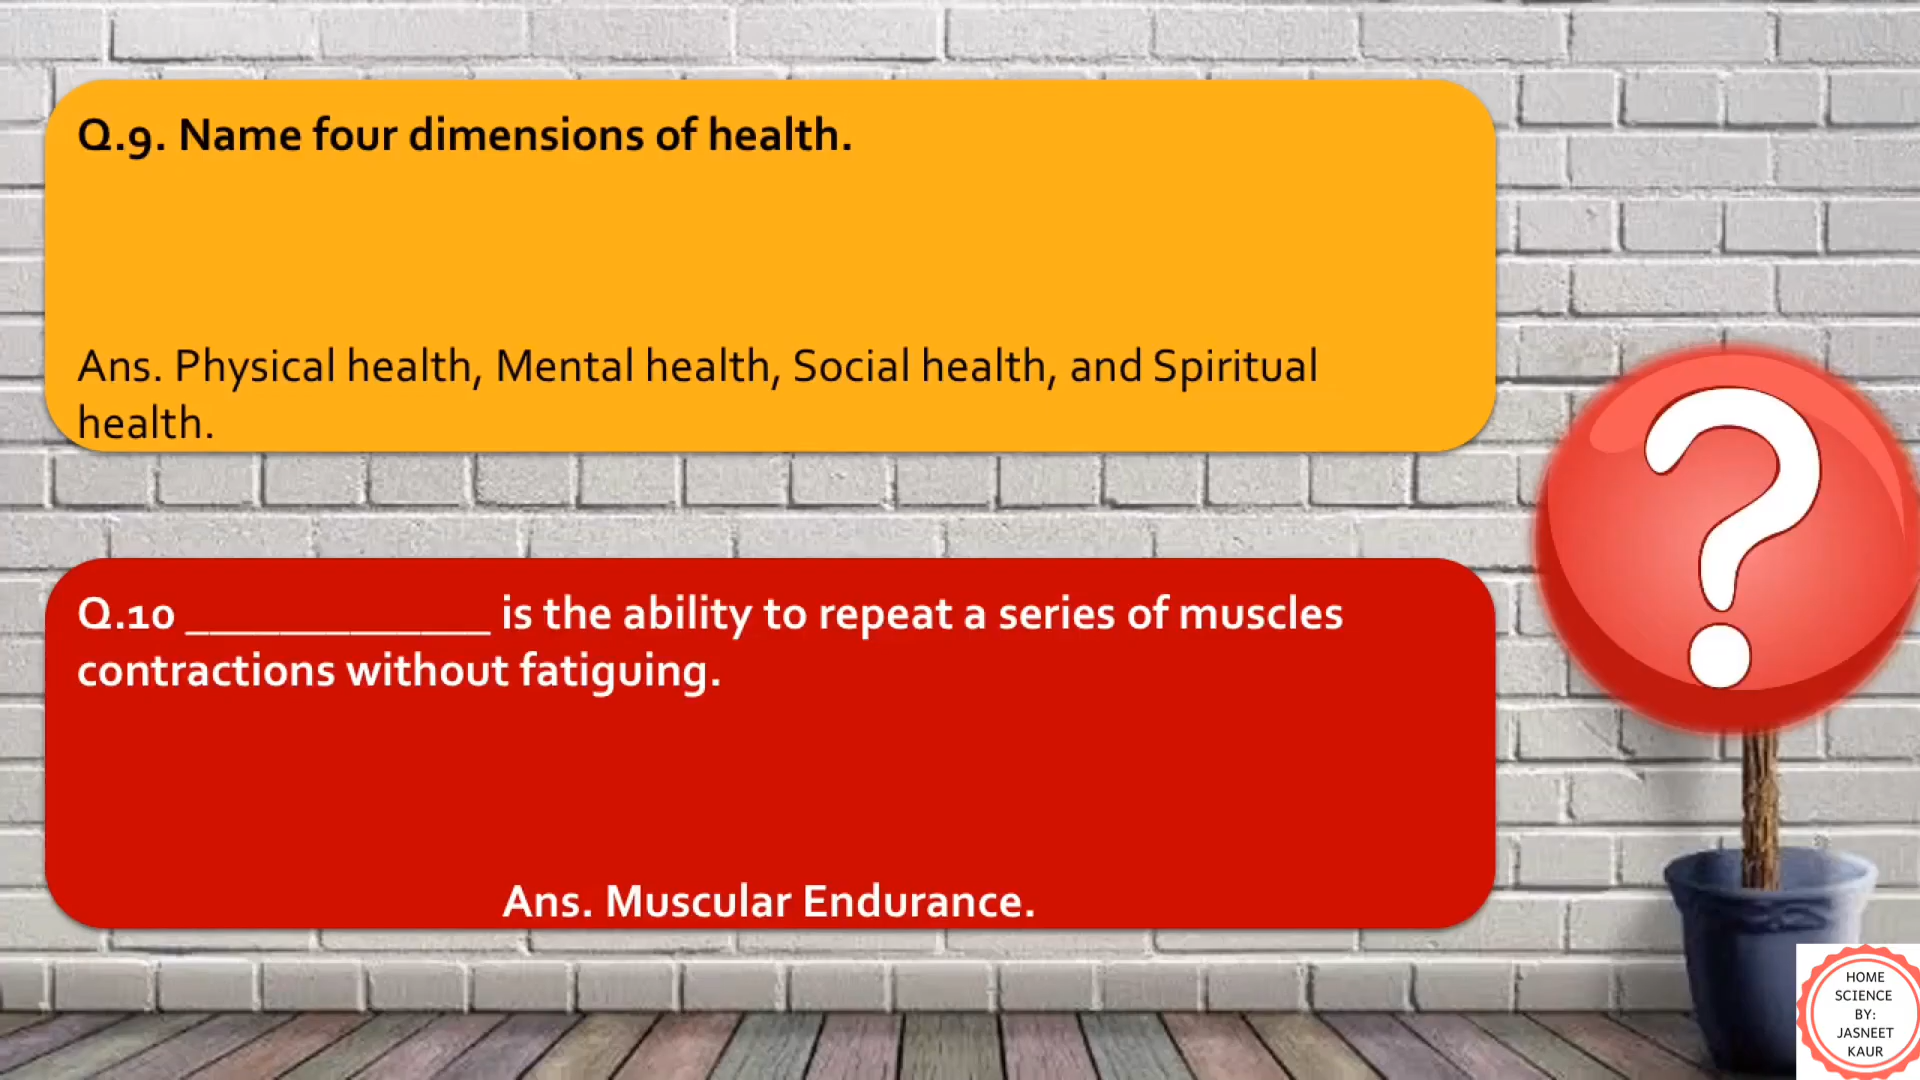 Q.9. Name four dimensions of health.
Ans. Physical health, Mental health, Social health, and Spiritual
health.
Q.10 _____________ is the ability to repeat a series of muscles
contractions without fatiguing.
Ans. Muscular Endurance.
?
HOME
SCIENCE
BY:
JASNEET
KAUR